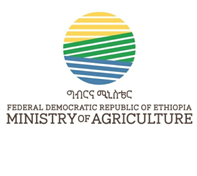 ግብርና ሚኒስቴር
FEDERAL DEMOCRATIC REPUBLIC OF ETHIOPIA
MINISTRY OF AGRICULTURE